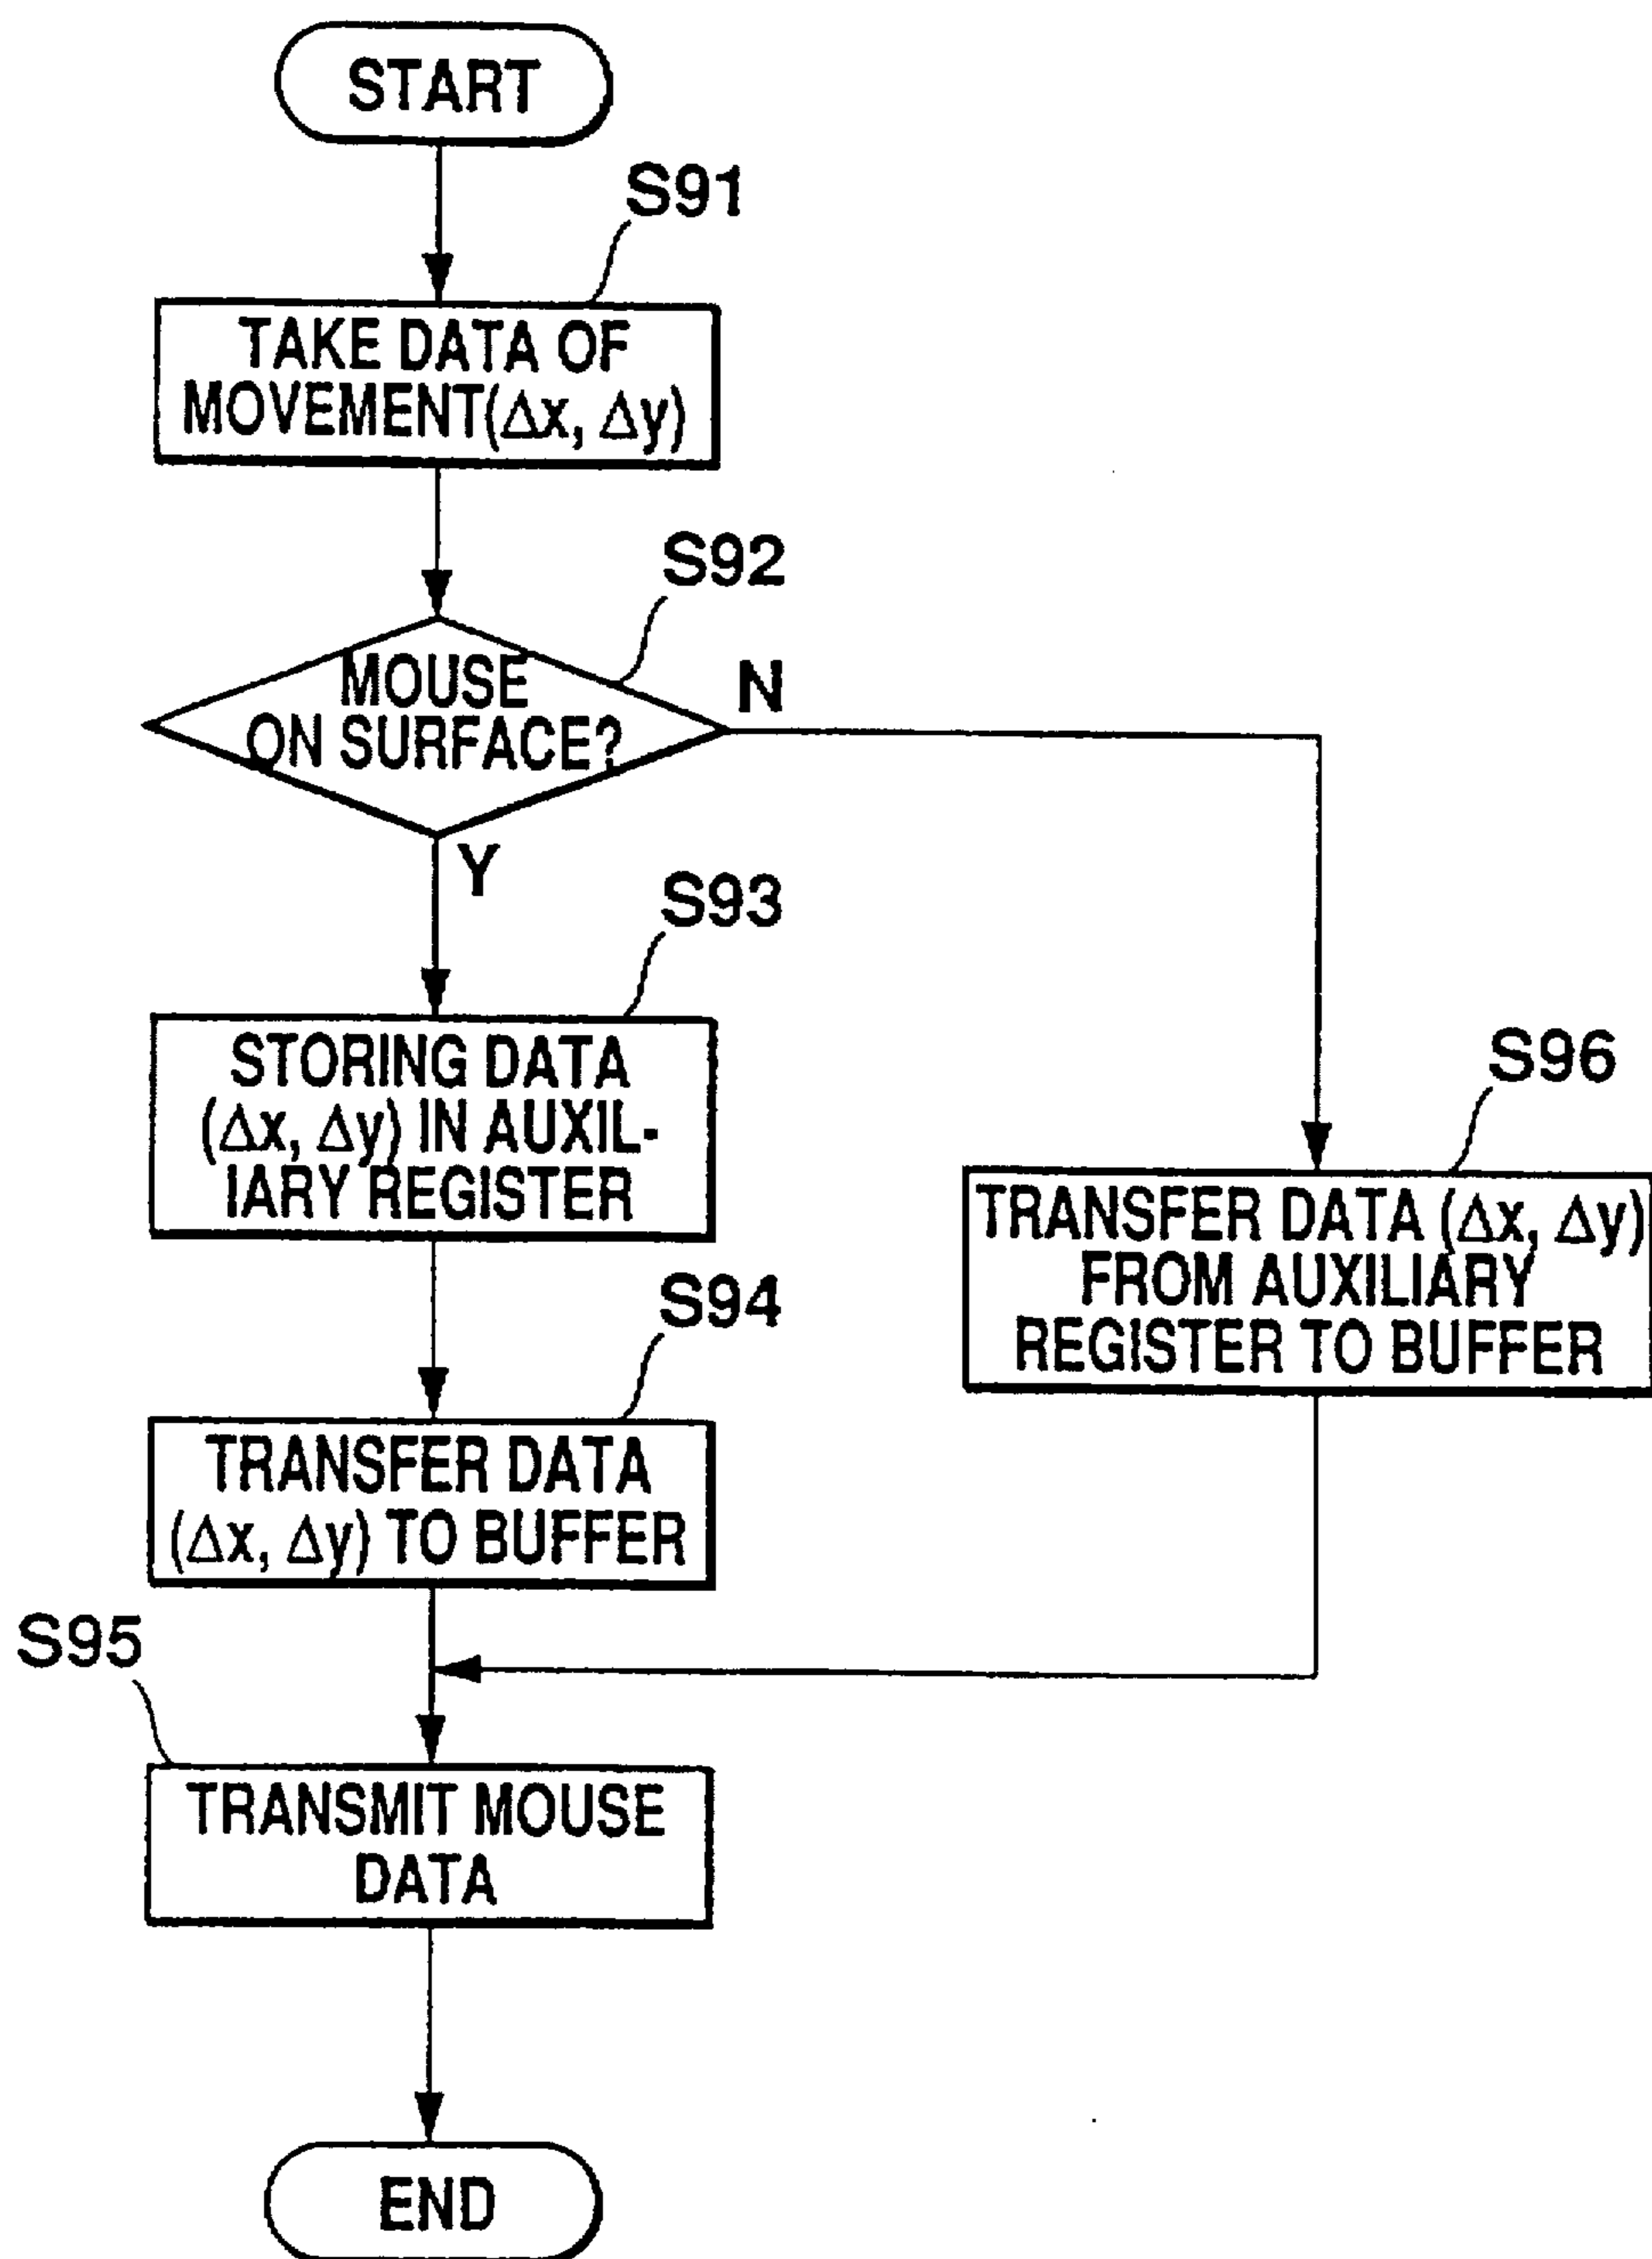 START
S91
TAKE DATA OF
MOVEMENT(Δx, Δy)
S92
MOUSE
ON SURFACE?
N
Y
S93
STORING DATA
(Δx, Δy) IN AUXIL-
IARY REGISTER
S96
TRANSFER DATA (Δx, Δy)
FROM AUXILIARY
REGISTER TO BUFFER
S94
TRANSFER DATA
(Δx, Δy) TO BUFFER
S95
TRANSMIT MOUSE
DATA
END